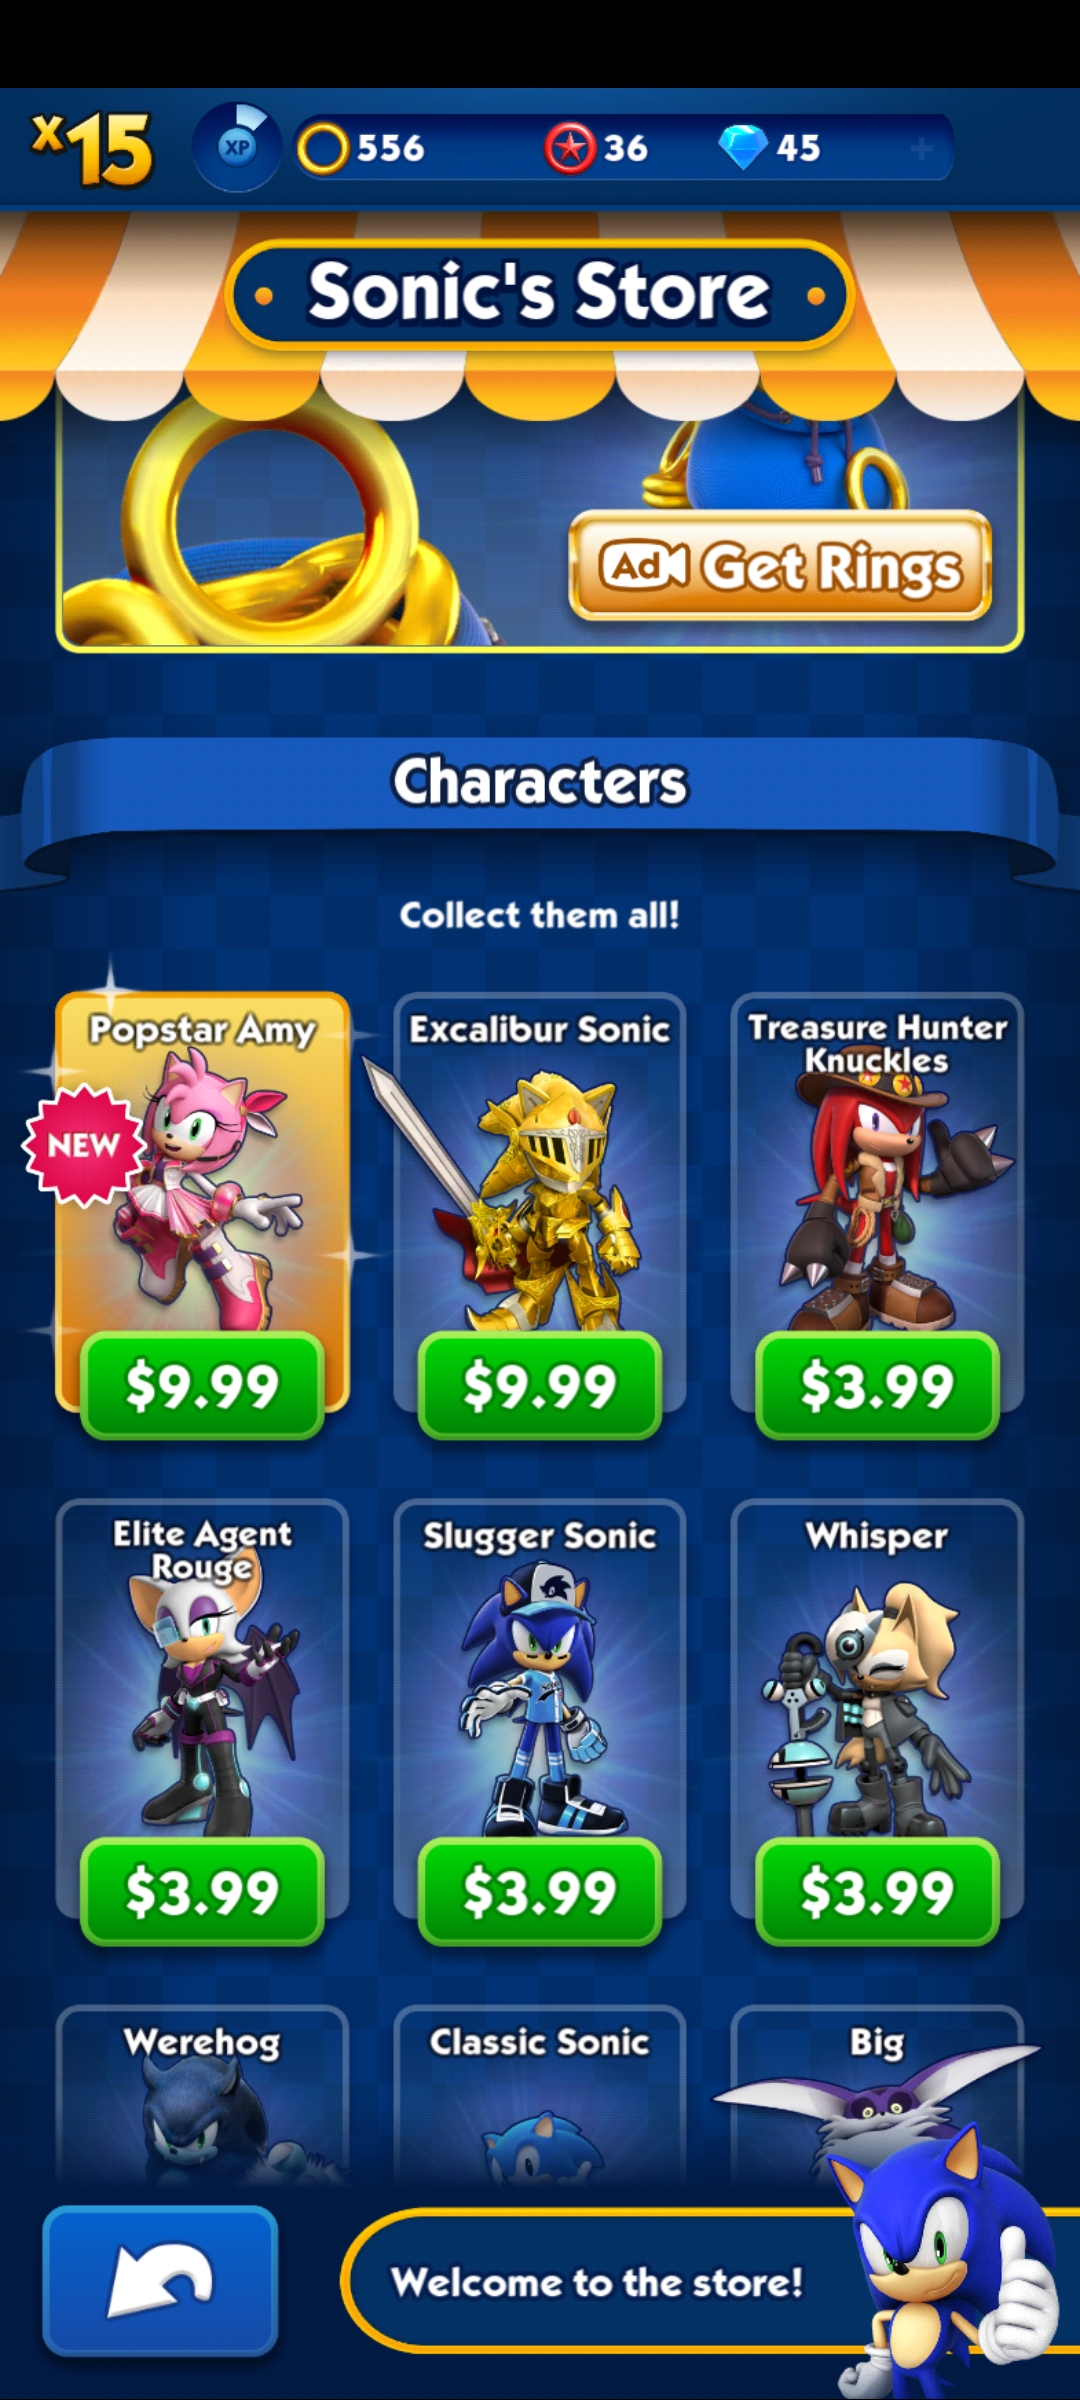 x15
XP
556
36
45
Sonic's Store
Ad Get Rings
Characters
Collect them all!
Popstar Amy
NEW
$9.99
Excalibur Sonic
$9.99
Treasure Hunter
Knuckles
$3.99
Elite Agent
Rouge
$3.99
Slugger Sonic
$3.99
Whisper
$3.99
Werehog
Classic Sonic
Big
Welcome to the store!